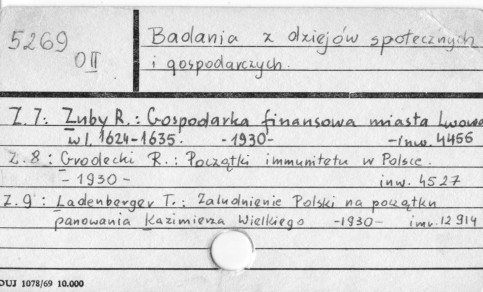 5269
OII
Badania z dziejów społecznych
i gospodarczych.
Z. 7: Zuby R.: Gospodarka finansowa miasta Lwowa
w l. 1624-1635. -1930- -inw. 4456
Z. 8: Grodecki R.: Początki immunitetu w Polsce.
-1930- inw. 4527
Z. 9: Ladenberger T.: Zaludnienie Polski na początku
panowania Kazimierza Wielkiego -1930- inw. 12914
DUJ 1078/69 10.000